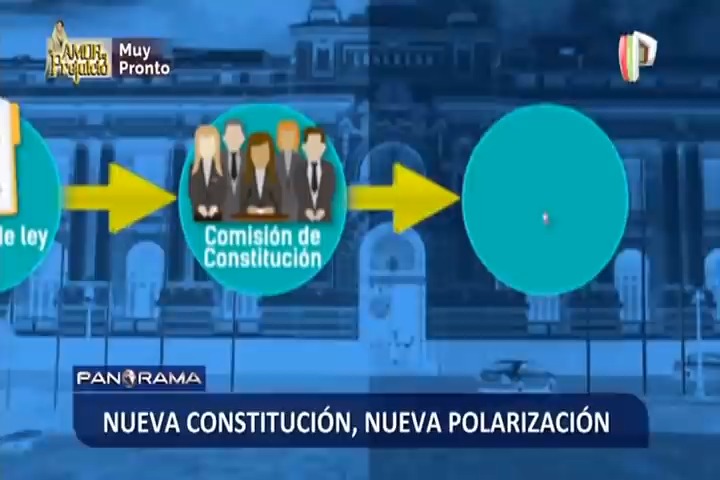 AMOR y
Prejuicio
Muy
Pronto
P
de ley
Comisión de
Constitución
PANORAMA
NUEVA CONSTITUCIÓN, NUEVA POLARIZACIÓN